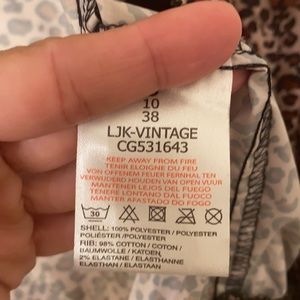 10
38
LJK-VINTAGE
CG531643
KEEP AWAY FROM FIRE
TENIR ELOIGNE DU FEU
VON OFFENEM FEUER FERNHALTEN
VERWIJDERD HOUDEN VAN OPEN VUUR
MANTENER LEJOS DEL FUEGO
TENERE LONTANO DAL FUOCO
MANTER AFASTADO DO FOGO
30
SHELL: 100% POLYESTER / POLYESTER
POLIÉSTER /POLYESTER
RIB: 98% COTTON / COTON /
BAUMWOLLE / KATOEN,
2% ELASTANE / ELASTHANNE
ELASTHAN / ELASTAAN